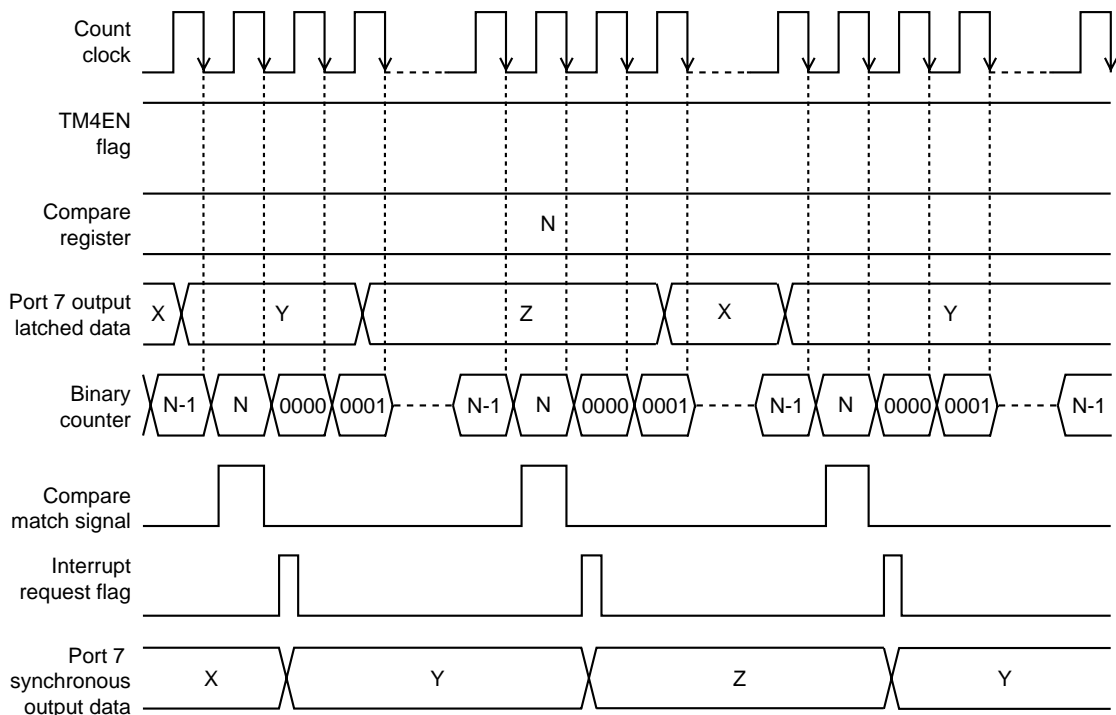 Count
clock
TM4EN
flag
Compare
register
N
Port 7 output
latched data
X Y Z X Y
Binary
counter
N-1 N 0000 0001 N-1 N 0000 0001 N-1 N 0000 0001 N-1
Compare
match signal
Interrupt
request flag
Port 7
synchronous
output data
X Y Z Y